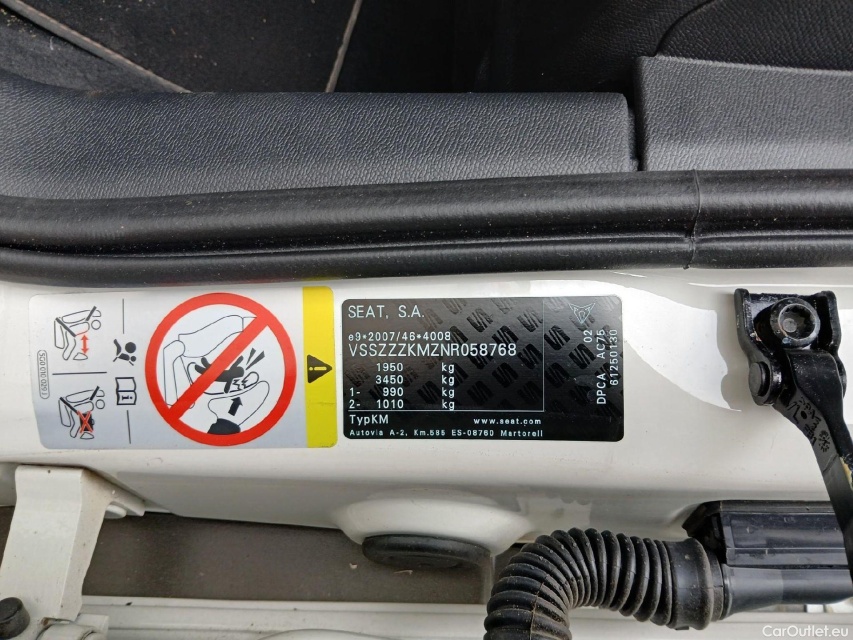 SEAT, S.A.
e9*2007/46*4008
VSSZZZKMZNR058768
1950 kg
3450 kg
1- 990 kg
2- 1010 kg
TypKM www.seat.com
Autovia A-2, Km.585 ES-08760 Martorell
02
DPCA AC75
61250130
CarOutlet.eu